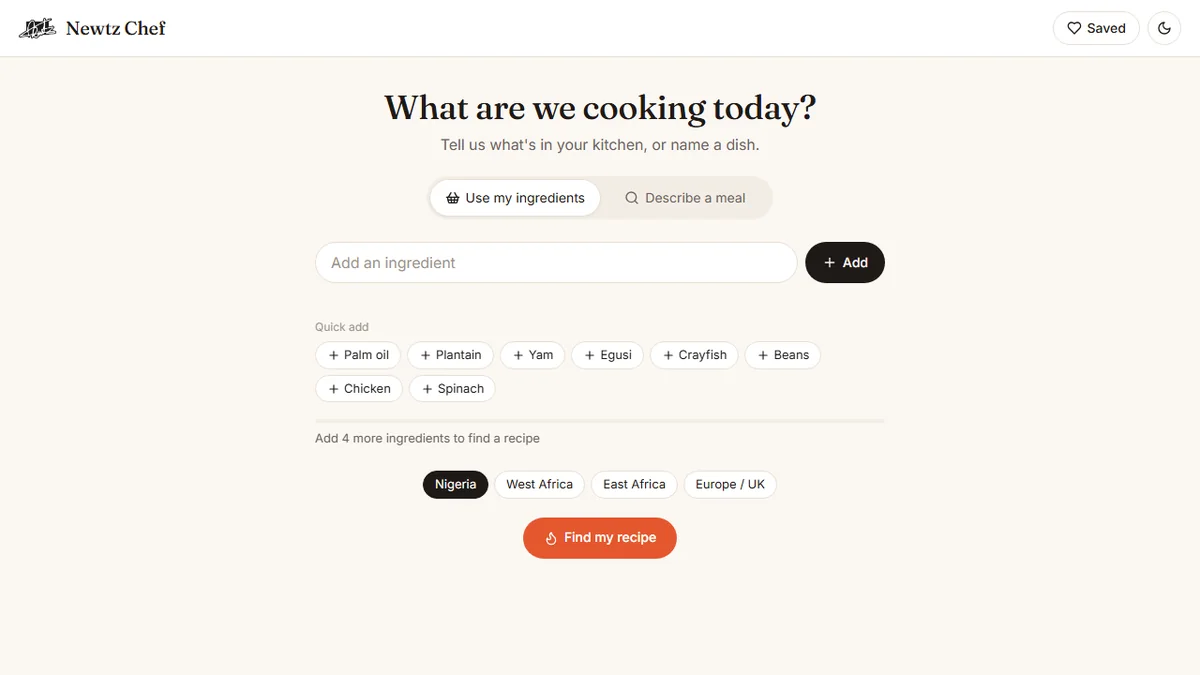 Newtz Chef
Saved
What are we cooking today?
Tell us what's in your kitchen, or name a dish.
Use my ingredients
Describe a meal
Add an ingredient
+ Add
Quick add
+ Palm oil + Plantain + Yam + Egusi + Crayfish + Beans
+ Chicken + Spinach
Add 4 more ingredients to find a recipe
Nigeria West Africa East Africa Europe / UK
Find my recipe